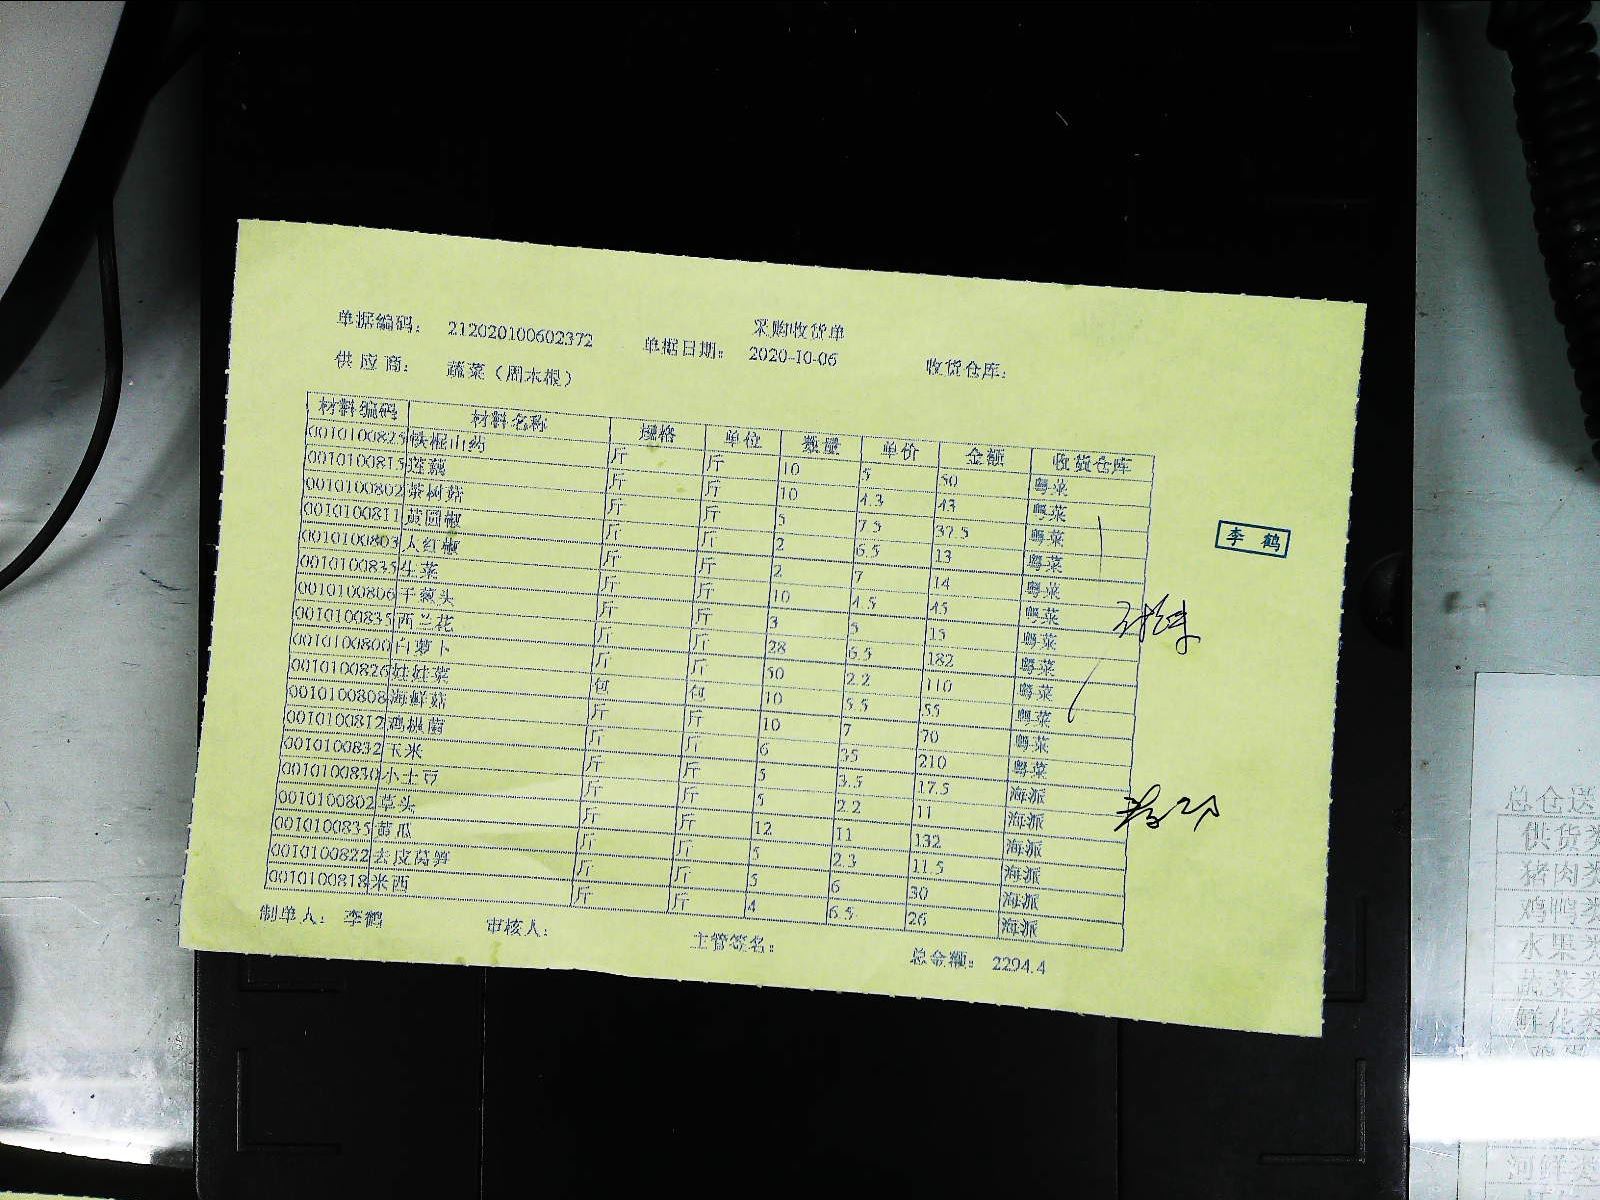 采购收货单
单据编码： 212020100602372 单据日期： 2020-10-06 收货仓库：
供应商： 蔬菜（周木根）
材料编码 材料名称 规格 单位 数量 单价 金额 收货仓库
0010100825 铁棍山药 斤 斤 10 5 50 粤菜
0010100815 莲藕 斤 斤 10 4.3 43 粤菜
0010100802 茶树菇 斤 斤 5 7.5 37.5 粤菜
0010100811 黄圆椒 斤 斤 2 6.5 13 粤菜
0010100803 人红椒 斤 斤 2 7 14 粤菜
0010100835 生菜 斤 斤 10 4.5 45 粤菜
0010100806 干葱头 斤 斤 3 5 15 粤菜
0010100835 西兰花 斤 斤 28 6.5 182 粤菜
0010100800 白萝卜 斤 斤 50 2.2 110 粤菜
0010100826 娃娃菜 包 包 10 5.5 55 粤菜
0010100808 海鲜菇 斤 斤 10 7 70 粤菜
0010100812 鸡枞菌 斤 斤 6 35 210 粤菜
0010100832 玉米 斤 斤 5 3.5 17.5 海派
0010100830 小土豆 斤 斤 5 2.2 11 海派
0010100802 草头 斤 斤 12 11 132 海派
0010100835 黄瓜 斤 斤 5 2.3 11.5 海派
0010100822 去皮莴笋 斤 斤 5 6 30 海派
0010100818 米西 斤 斤 4 6.5 26 海派
制单人： 李鹤 审核人： 主管签名： 总金额： 2294.4
李 鹤
总仓送
供货类
猪肉类
鸡鸭类
水果类
蔬菜类
鲜花类
河鲜类